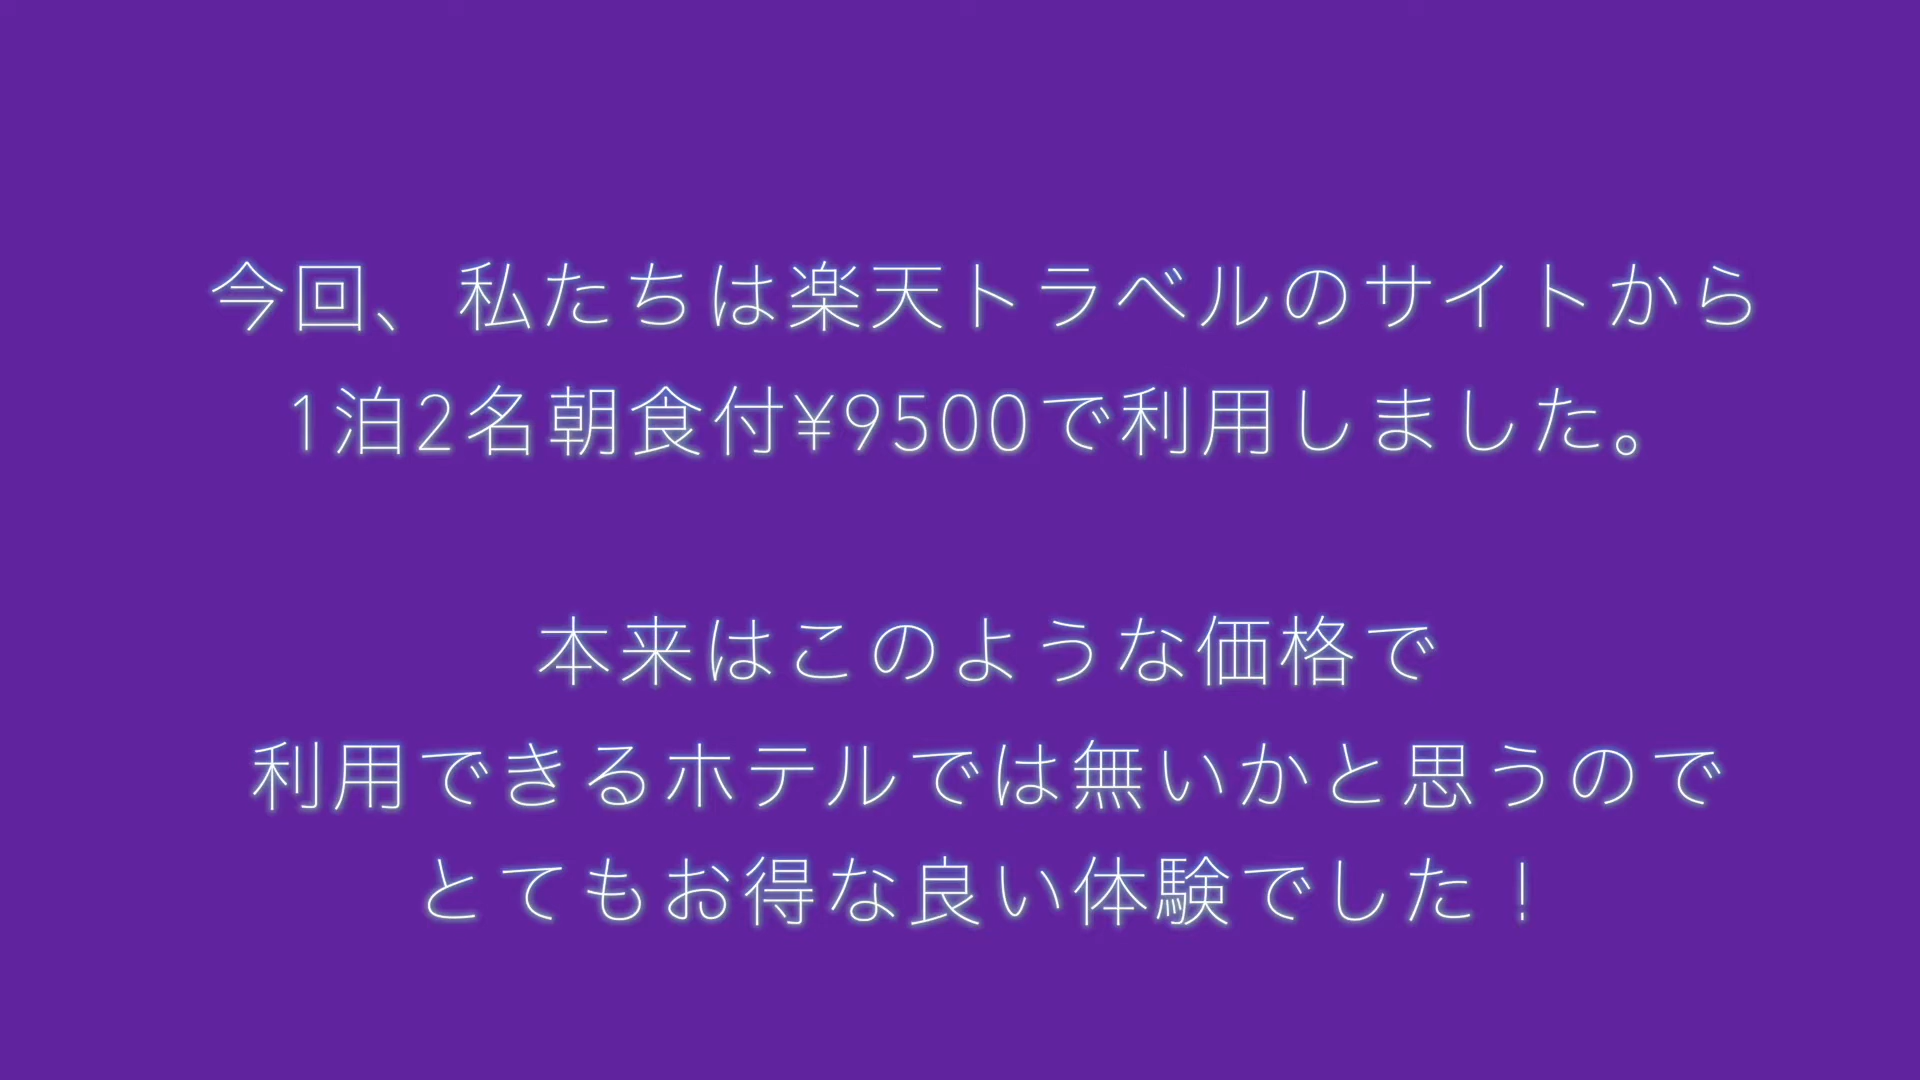 今回、私たちは楽天トラベルのサイトから
1泊2名朝食付¥9500で利用しました。
本来はこのような価格で
利用できるホテルでは無いかと思うので
とてもお得な良い体験でした！